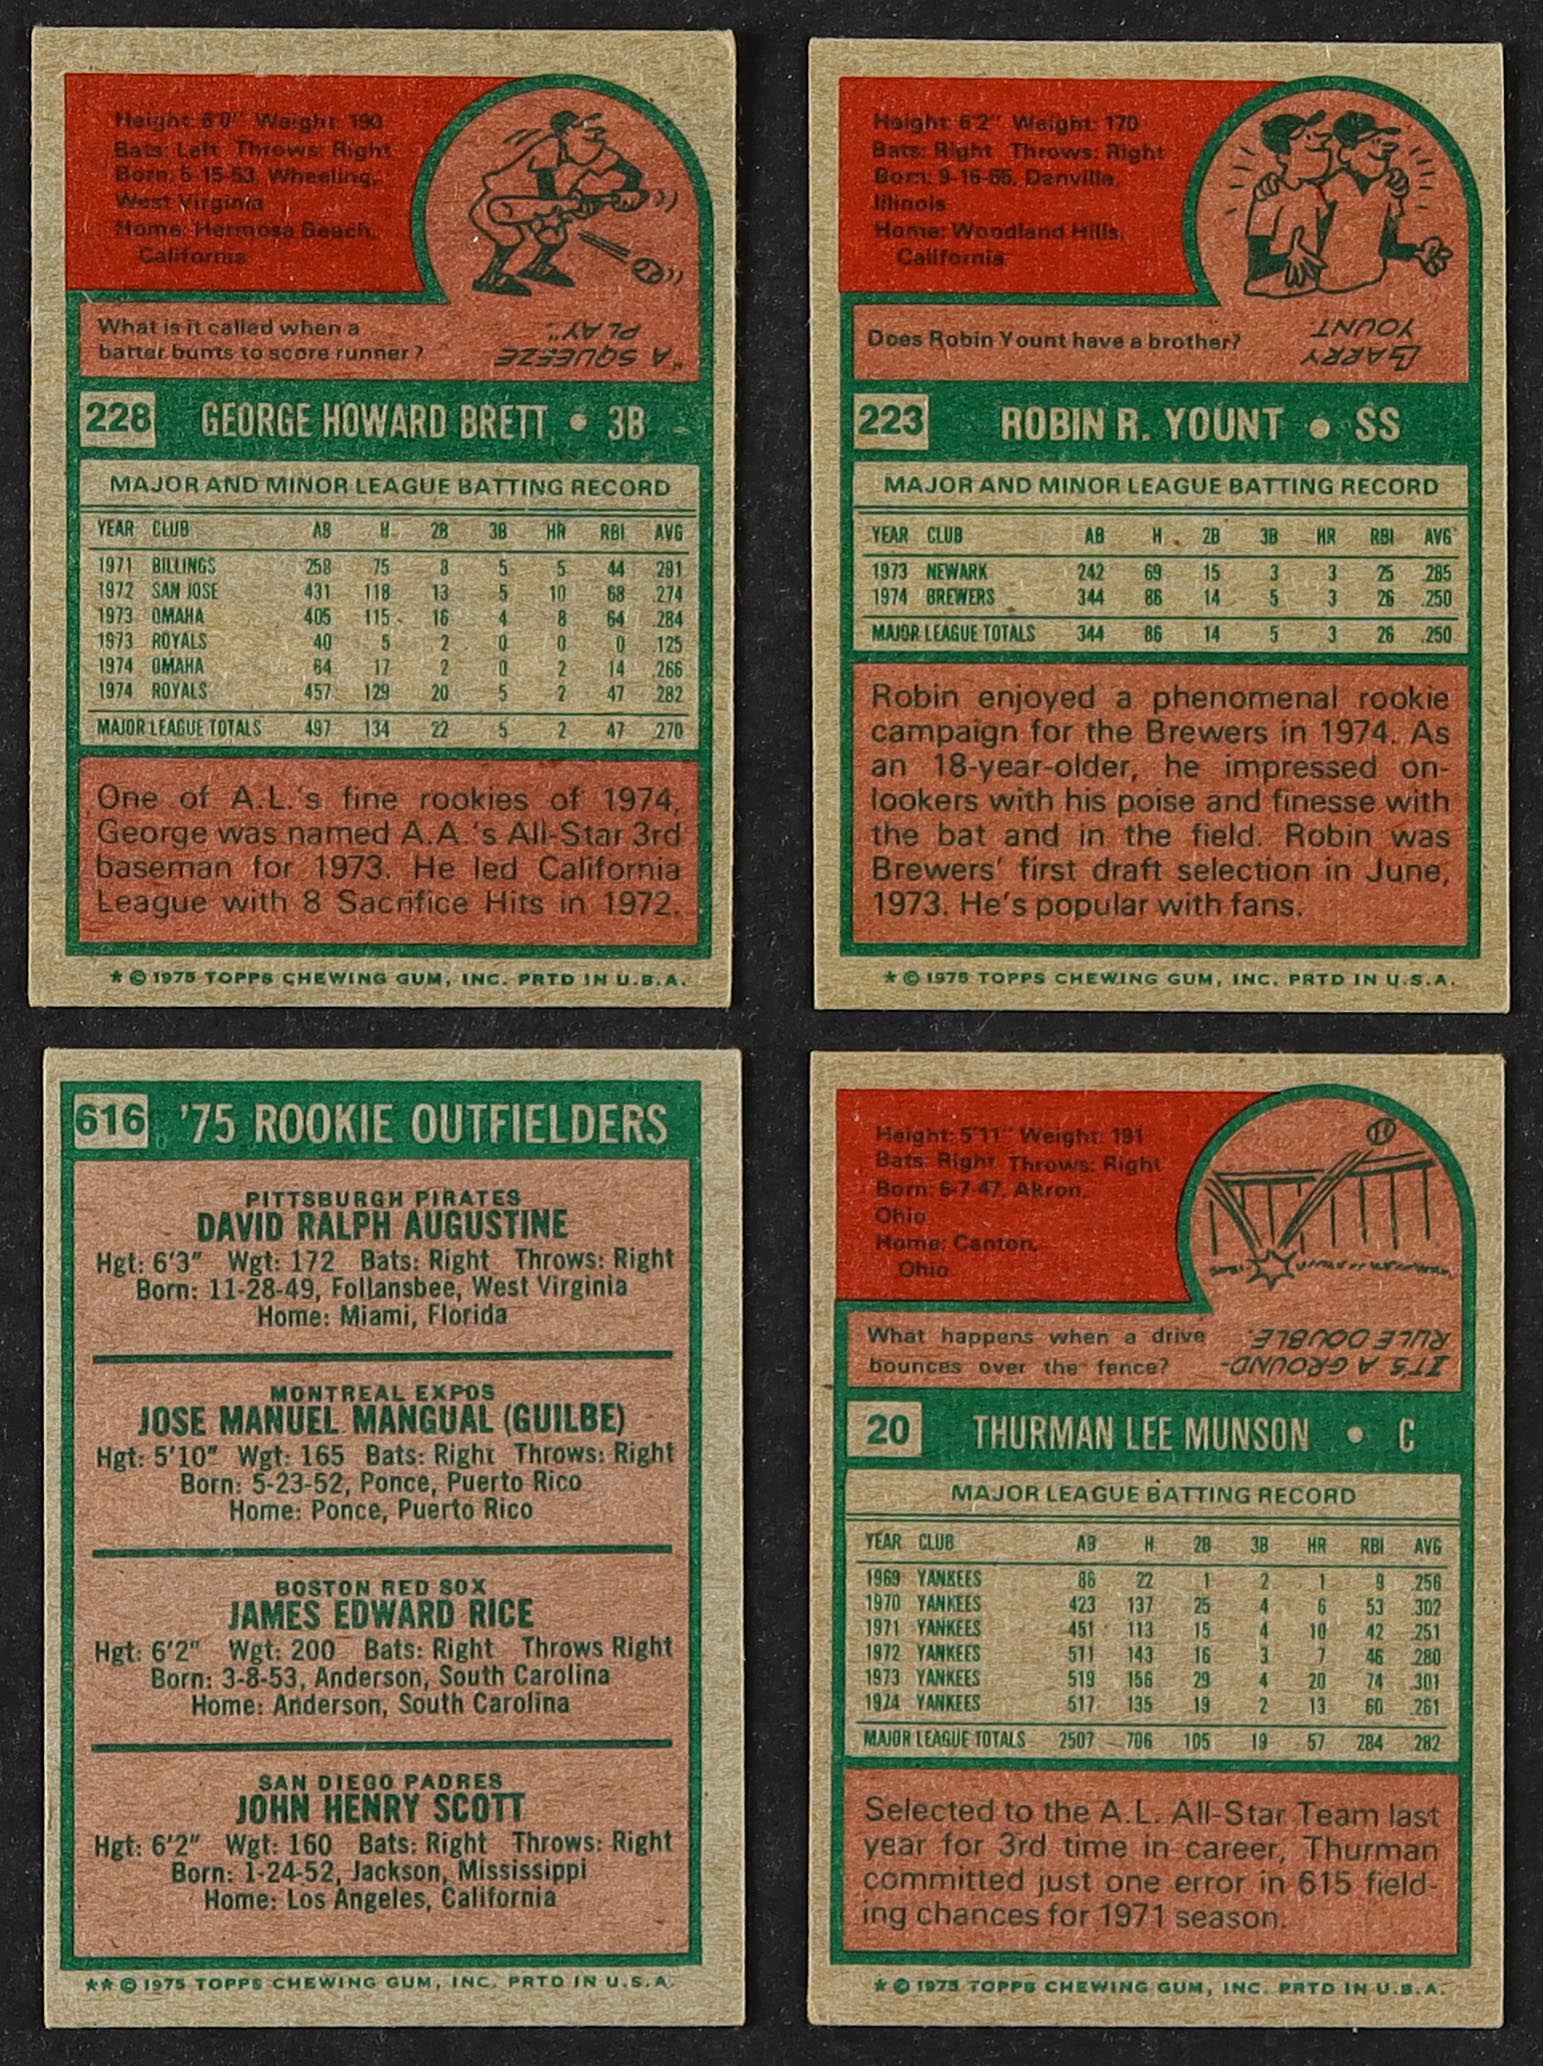 Height: 6'0" Weight: 190
Bats: Left Throws: Right
Born: 5-15-53, Wheeling,
West Virginia
Home: Hermosa Beach,
California
What is it called when a
batter bunts to score runner?
"A SQUEEZE
PLAY".
228 GEORGE HOWARD BRETT • 3B
MAJOR AND MINOR LEAGUE BATTING RECORD
YEAR CLUB AB H 2B 3B HR RBI AVG
1971 BILLINGS 258 75 8 5 5 44 .291
1972 SAN JOSE 431 118 13 5 10 68 .274
1973 OMAHA 405 115 16 4 8 64 .284
1973 ROYALS 40 5 2 0 0 0 .125
1974 OMAHA 64 17 2 0 2 14 .266
1974 ROYALS 457 129 20 5 2 47 .282
MAJOR LEAGUE TOTALS 497 134 22 5 2 47 .270
One of A.L.'s fine rookies of 1974,
George was named A.A.'s All-Star 3rd
baseman for 1973. He led California
League with 8 Sacrifice Hits in 1972.
* © 1975 TOPPS CHEWING GUM, INC. PRTD IN U.S.A.
Height: 6'2" Weight: 170
Bats: Right Throws: Right
Born: 9-16-55, Danville,
Illinois
Home: Woodland Hills,
California
Does Robin Yount have a brother?
LARRY
YOUNT
223 ROBIN R. YOUNT • SS
MAJOR AND MINOR LEAGUE BATTING RECORD
YEAR CLUB AB H 2B 3B HR RBI AVG
1973 NEWARK 242 69 15 3 3 25 .285
1974 BREWERS 344 86 14 5 3 26 .250
MAJOR LEAGUE TOTALS 344 86 14 5 3 26 .250
Robin enjoyed a phenomenal rookie
campaign for the Brewers in 1974. As
an 18-year-older, he impressed on-
lookers with his poise and finesse with
the bat and in the field. Robin was
Brewers' first draft selection in June,
1973. He's popular with fans.
* © 1975 TOPPS CHEWING GUM, INC. PRTD IN U.S.A.
616 '75 ROOKIE OUTFIELDERS
PITTSBURGH PIRATES
DAVID RALPH AUGUSTINE
Hgt: 6'3" Wgt: 172 Bats: Right Throws: Right
Born: 11-28-49, Follansbee, West Virginia
Home: Miami, Florida
MONTREAL EXPOS
JOSE MANUEL MANGUAL (GUILBE)
Hgt: 5'10" Wgt: 165 Bats: Right Throws: Right
Born: 5-23-52, Ponce, Puerto Rico
Home: Ponce, Puerto Rico
BOSTON RED SOX
JAMES EDWARD RICE
Hgt: 6'2" Wgt: 200 Bats: Right Throws Right
Born: 3-8-53, Anderson, South Carolina
Home: Anderson, South Carolina
SAN DIEGO PADRES
JOHN HENRY SCOTT
Hgt: 6'2" Wgt: 160 Bats: Right Throws: Right
Born: 1-24-52, Jackson, Mississippi
Home: Los Angeles, California
** © 1975 TOPPS CHEWING GUM, INC. PRTD IN U.S.A.
Height: 5'11" Weight: 191
Bats: Right Throws: Right
Born: 6-7-47, Akron,
Ohio
Home: Canton,
Ohio
What happens when a drive
bounces over the fence?
IT'S A GROUND-
RULE DOUBLE.
20 THURMAN LEE MUNSON • C
MAJOR LEAGUE BATTING RECORD
YEAR CLUB AB H 2B 3B HR RBI AVG
1969 YANKEES 86 22 1 2 1 9 .256
1970 YANKEES 423 137 25 4 6 53 .302
1971 YANKEES 451 113 15 4 10 42 .251
1972 YANKEES 511 143 16 3 7 46 .280
1973 YANKEES 519 156 29 4 20 74 .301
1974 YANKEES 517 135 19 2 13 60 .261
MAJOR LEAGUE TOTALS 2507 706 105 19 57 284 .282
Selected to the A.L. All-Star Team last
year for 3rd time in career, Thurman
committed just one error in 615 field-
ing chances for 1971 season.
* © 1975 TOPPS CHEWING GUM, INC. PRTD IN U.S.A.